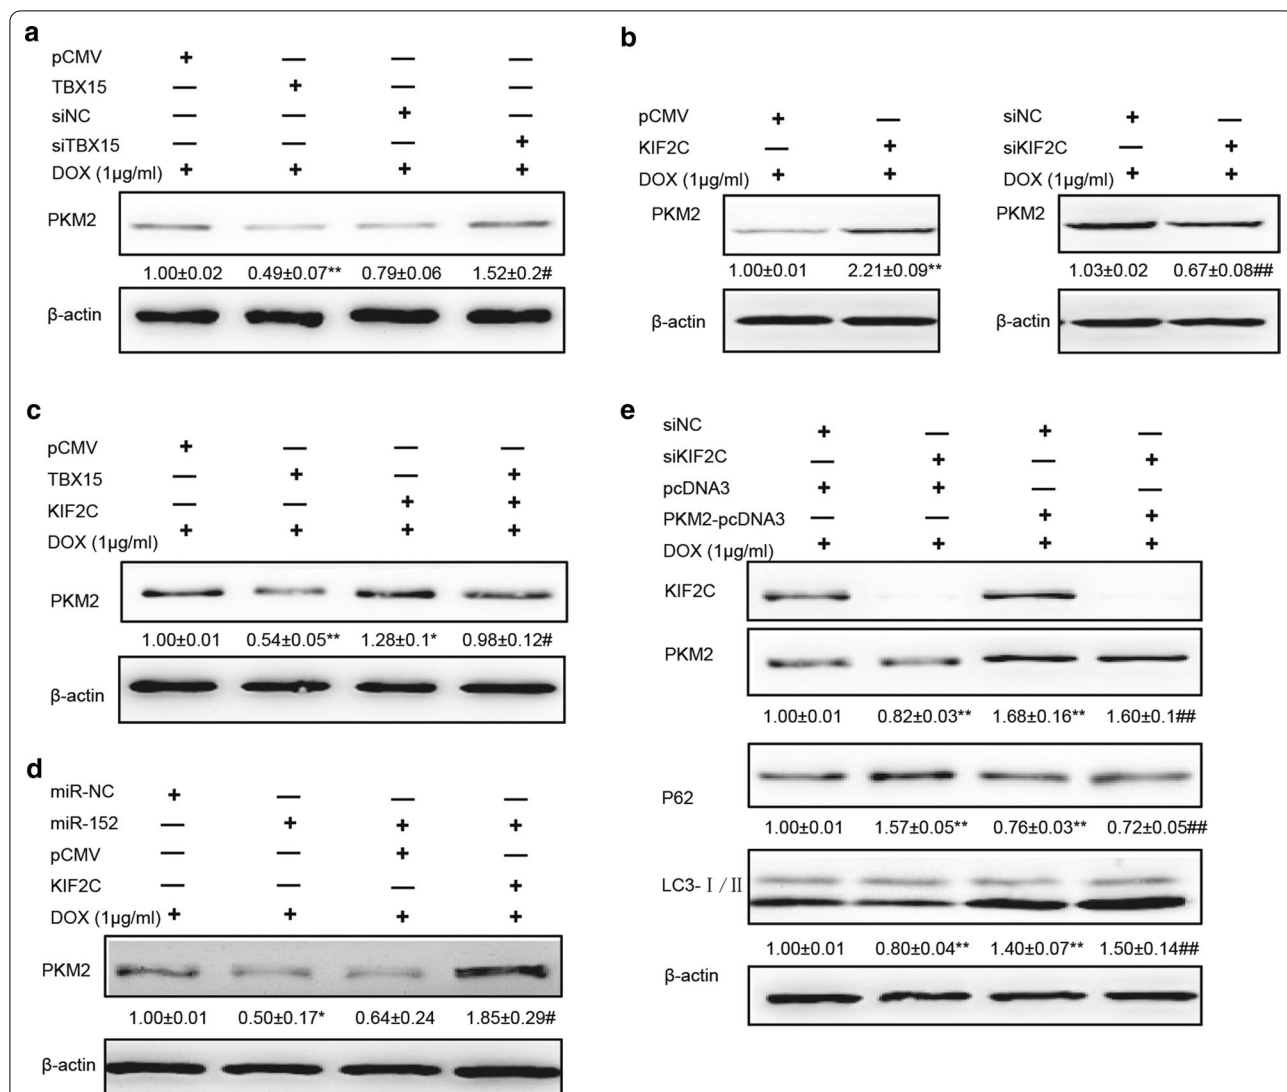 a
pCMV + — — —
TBX15 — + — —
siNC — — + —
siTBX15 — — — +
DOX (1μg/ml) + + + +
PKM2
1.00±0.02 0.49±0.07** 0.79±0.06 1.52±0.2#
β-actin
b
pCMV + —
KIF2C — +
DOX (1μg/ml) + +
PKM2
1.00±0.01 2.21±0.09**
β-actin
siNC + —
siKIF2C — +
DOX (1μg/ml) + +
PKM2
1.03±0.02 0.67±0.08##
β-actin
c
pCMV + — — —
TBX15 — + — +
KIF2C — — + +
DOX (1μg/ml) + + + +
PKM2
1.00±0.01 0.54±0.05** 1.28±0.1* 0.98±0.12#
β-actin
d
miR-NC + — — —
miR-152 — + + +
pCMV — — + —
KIF2C — — — +
DOX (1μg/ml) + + + +
PKM2
1.00±0.01 0.50±0.17* 0.64±0.24 1.85±0.29#
β-actin
e
siNC + — + —
siKIF2C — + — +
pcDNA3 + + — —
PKM2-pcDNA3 — — + +
DOX (1μg/ml) + + + +
KIF2C
PKM2
1.00±0.01 0.82±0.03** 1.68±0.16** 1.60±0.1##
P62
1.00±0.01 1.57±0.05** 0.76±0.03** 0.72±0.05##
LC3-Ⅰ/Ⅱ
1.00±0.01 0.80±0.04** 1.40±0.07** 1.50±0.14##
β-actin